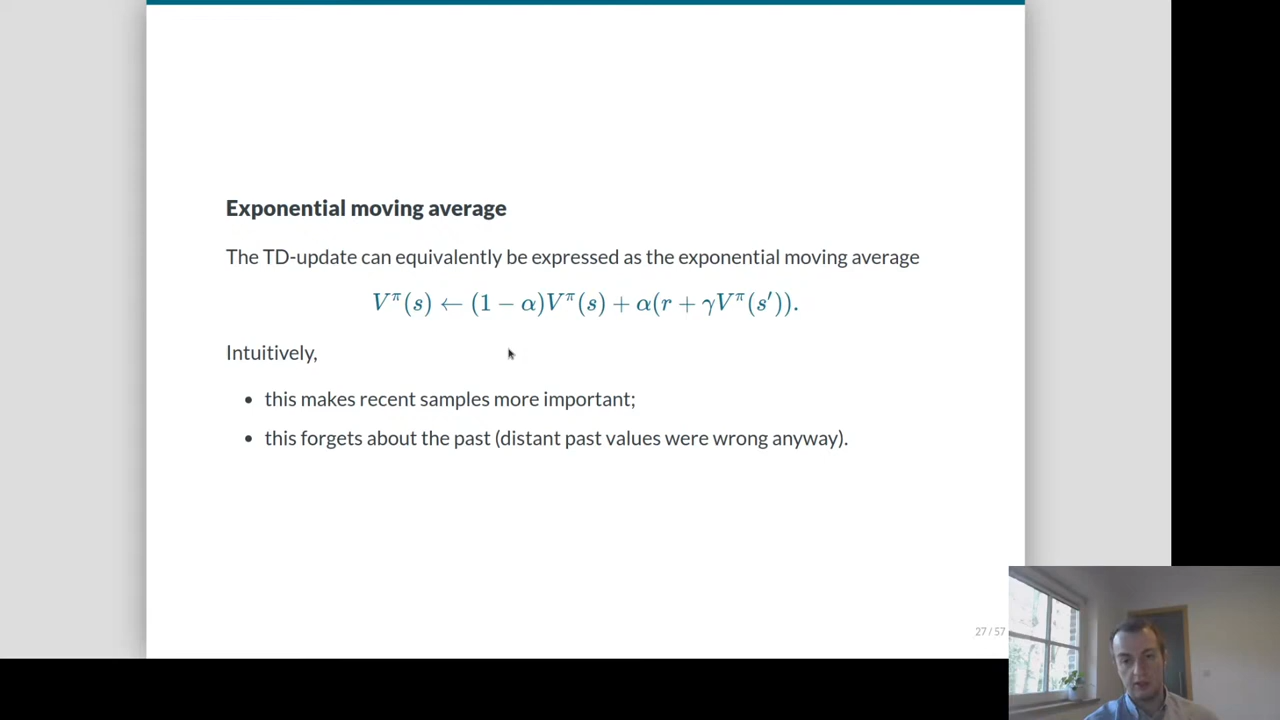 Exponential moving average
The TD-update can equivalently be expressed as the exponential moving average
V^π(s) ← (1 − α)V^π(s) + α(r + γV^π(s′)).
Intuitively,
• this makes recent samples more important;
• this forgets about the past (distant past values were wrong anyway).
27 / 57